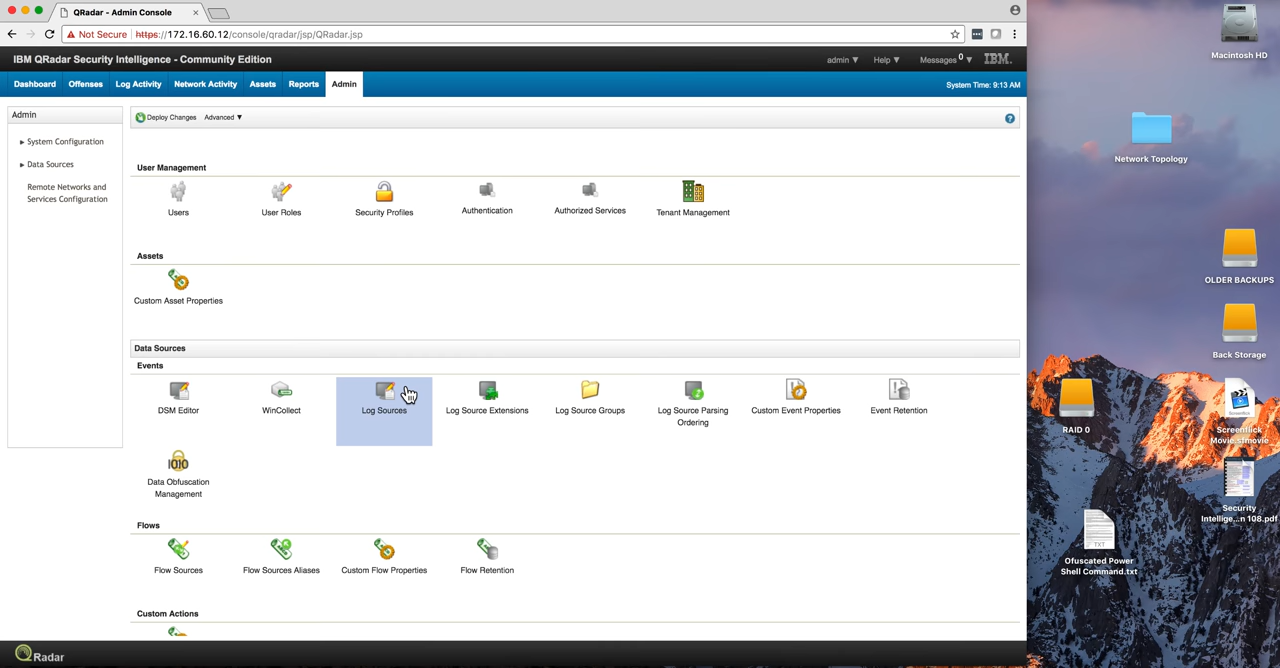 QRadar - Admin Console
Not Secure | https://172.16.60.12/console/qradar/jsp/QRadar.jsp
IBM QRadar Security Intelligence - Community Edition
admin ▼ Help ▼ Messages 0 ▼ IBM.
Dashboard Offenses Log Activity Network Activity Assets Reports Admin System Time: 9:13 AM
Admin
System Configuration
Data Sources
Remote Networks and
Services Configuration
Deploy Changes Advanced ▼
User Management
Users User Roles Security Profiles Authentication Authorized Services Tenant Management
Assets
Custom Asset Properties
Data Sources
Events
DSM Editor WinCollect Log Sources Log Source Extensions Log Source Groups Log Source Parsing
Ordering
Custom Event Properties Event Retention
Data Obfuscation
Management
Flows
Flow Sources Flow Sources Aliases Custom Flow Properties Flow Retention
Custom Actions
QRadar
Macintosh HD
Network Topology
OLDER BACKUPS
Back Storage
RAID 0
Screenflick
Movie.sfmovie
Security
Intellige...n 108.pdf
TXT
Ofuscated Power
Shell Command.txt